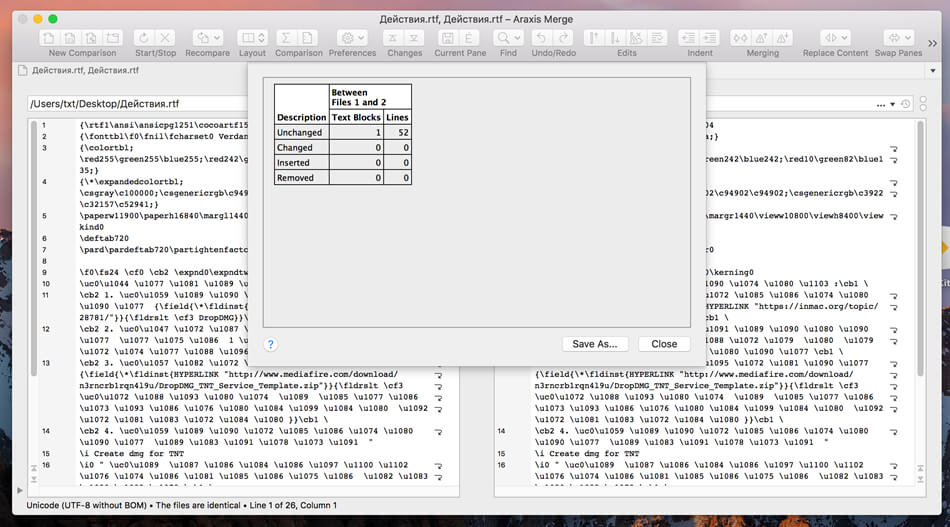 Действия.rtf, Действия.rtf – Araxis Merge
New Comparison Start/Stop Recompare Layout Comparison Preferences Changes Current Pane Find Undo/Redo Edits Indent Merging Replace Content Swap Panes
Действия.rtf, Действия.rtf
/Users/txt/Desktop/Действия.rtf
Between
Files 1 and 2
Description Text Blocks Lines
Unchanged 1 52
Changed 0 0
Inserted 0 0
Removed 0 0
? Save As... Close
1 {\rtf1\ansi\ansicpg1251\cocoartf15
2 {\fonttbl\f0\fnil\fcharset0 Verdan
3 {\colortbl;
\red255\green255\blue255;\red242\g
35;}
4 {\*\expandedcolortbl;
\csgray\c100000;\csgenericrgb\c949
\c32157\c52941;}
5 \paperw11900\paperh16840\margl1440
kind0
6 \deftab720
7 \pard\pardeftab720\partightenfacto
8
9 \f0\fs24 \cf0 \cb2 \expnd0\expndtw
10 \uc0\u1044 \u1077 \u1081 \u1089 \u
11 \cb2 1. \uc0\u1059 \u1089 \u1090 \
\u1090 \u1077 {\field{\*\fldinst{
28781/"}}{\fldrslt \cf3 DropDMG}}\
12 \cb2 2. \uc0\u1047 \u1072 \u1087 \
\u1077 \u1075 \u1086 1 \u1079 \u
\u1072 \u1074 \u1077 \u1088 \u1096
13 \cb2 3. \uc0\u1057 \u1082 \u1072 \
{\field{\*\fldinst{HYPERLINK "http://www.mediafire.com/download/
n3rncrb1rqn4l9u/DropDMG_TNT_Service_Template.zip"}}{\fldrslt \cf3
\uc0\u1072 \u1088 \u1093 \u1080 \u1074 \u1089 \u1085 \u1077 \u1086
\u1073 \u1093 \u1086 \u1076 \u1080 \u1084 \u1099 \u1084 \u1080 \u1092
\u1072 \u1081 \u1083 \u1072 \u1084 \u1080 }}\cb1 \
14 \cb2 4. \uc0\u1059 \u1089 \u1090 \u1072 \u1085 \u1086 \u1074 \u1080
\u1090 \u1077 \u1089 \u1083 \u1091 \u1078 \u1073 \u1091 "
15 \i Create dmg for TNT
16 \i0 " \uc0\u1089 \u1087 \u1086 \u1084 \u1086 \u1097 \u1100 \u1102
\u1076 \u1074 \u1086 \u1081 \u1085 \u1086 \u1075 \u1086 \u1082 \u1083
04
a;}
reen242\blue242;\red10\green82\blue1
02\c94902\c94902;\csgenericrgb\c3922
margr1440\vieww10800\viewh8400\view
r0
0\kerning0
1090 \u1074 \u1080 \u1103 :\cb1 \
1072 \u1085 \u1086 \u1074 \u1080
HYPERLINK "https://inmac.org/topic/
cb1 \
u1091 \u1089 \u1090 \u1080 \u1090
1077 \u1088 \u1074 \u1080 \u1079
u1080 \u1090 \u1077 \cb1 \
u1095 \u1072 \u1081 \u1090 \u1077
{\field{\*\fldinst{HYPERLINK "http://www.mediafire.com/download/
n3rncrb1rqn4l9u/DropDMG_TNT_Service_Template.zip"}}{\fldrslt \cf3
\uc0\u1072 \u1088 \u1093 \u1080 \u1074 \u1089 \u1085 \u1077 \u1086
\u1073 \u1093 \u1086 \u1076 \u1080 \u1084 \u1099 \u1084 \u1080 \u1092
\u1072 \u1081 \u1083 \u1072 \u1084 \u1080 }}\cb1 \
14 \cb2 4. \uc0\u1059 \u1089 \u1090 \u1072 \u1085 \u1086 \u1074 \u1080
\u1090 \u1077 \u1089 \u1083 \u1091 \u1078 \u1073 \u1091 "
15 \i Create dmg for TNT
16 \i0 " \uc0\u1089 \u1087 \u1086 \u1084 \u1086 \u1097 \u1100 \u1102
\u1076 \u1074 \u1086 \u1081 \u1085 \u1086 \u1075 \u1086 \u1082 \u1083
Unicode (UTF-8 without BOM) • The files are identical • Line 1 of 26, Column 1